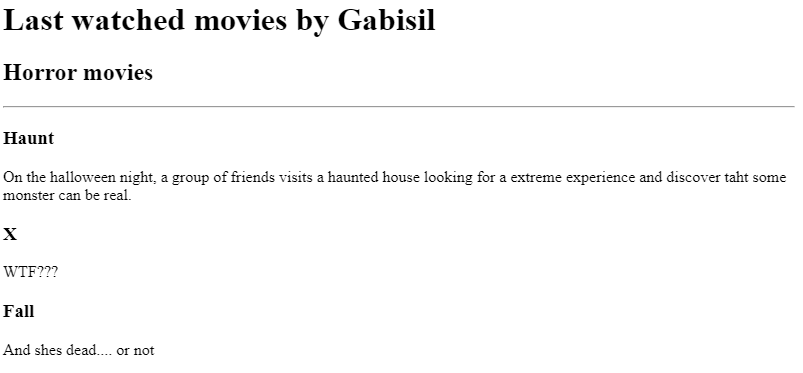 Last watched movies by Gabisil
Horror movies
Haunt
On the halloween night, a group of friends visits a haunted house looking for a extreme experience and discover taht some
monster can be real.
X
WTF???
Fall
And shes dead.... or not